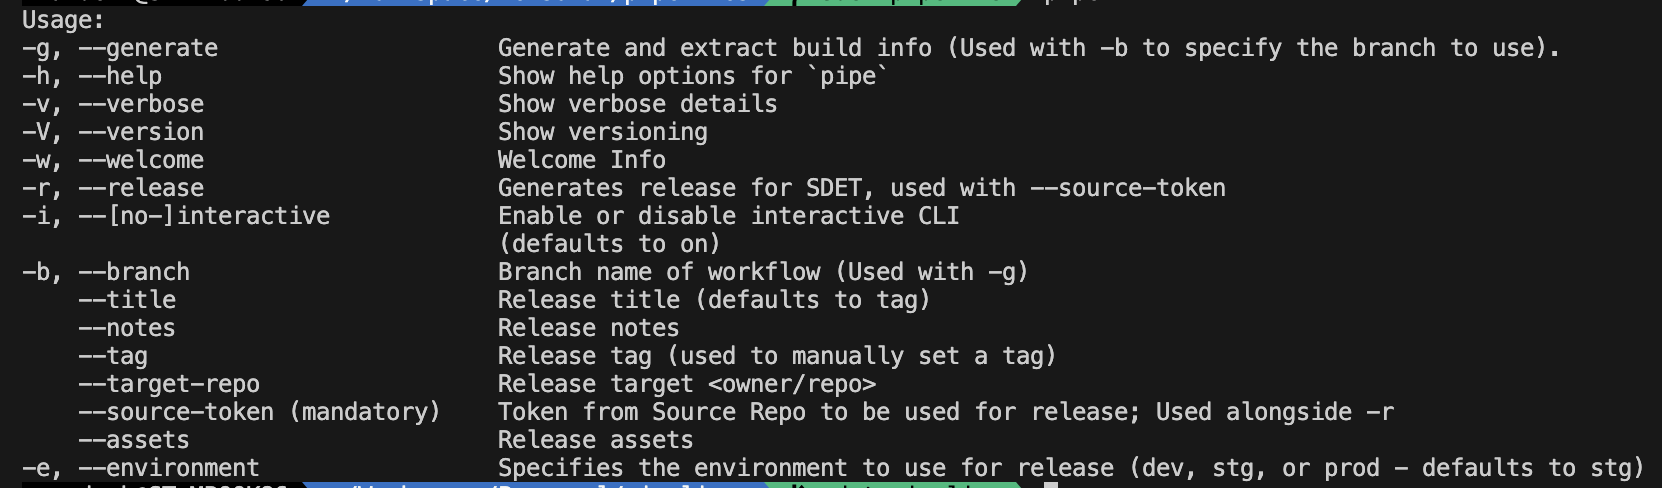 Usage:
-g, --generate Generate and extract build info (Used with -b to specify the branch to use).
-h, --help Show help options for `pipe`
-v, --verbose Show verbose details
-V, --version Show versioning
-w, --welcome Welcome Info
-r, --release Generates release for SDET, used with --source-token
-i, --[no-]interactive Enable or disable interactive CLI
(defaults to on)
-b, --branch Branch name of workflow (Used with -g)
--title Release title (defaults to tag)
--notes Release notes
--tag Release tag (used to manually set a tag)
--target-repo Release target <owner/repo>
--source-token (mandatory) Token from Source Repo to be used for release; Used alongside -r
--assets Release assets
-e, --environment Specifies the environment to use for release (dev, stg, or prod - defaults to stg)